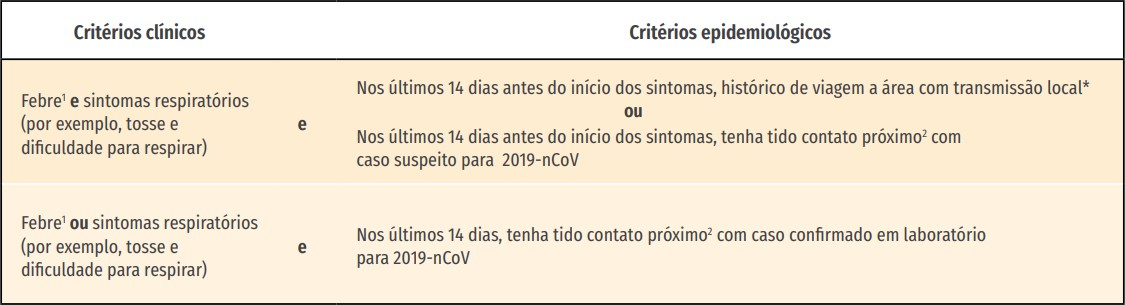 Critérios clínicos
Critérios epidemiológicos
Febre¹ e sintomas respiratórios
(por exemplo, tosse e
dificuldade para respirar)
e
Nos últimos 14 dias antes do início dos sintomas, histórico de viagem a área com transmissão local*
ou
Nos últimos 14 dias antes do início dos sintomas, tenha tido contato próximo² com
caso suspeito para 2019-nCoV
Febre¹ ou sintomas respiratórios
(por exemplo, tosse e
dificuldade para respirar)
e
Nos últimos 14 dias, tenha tido contato próximo² com caso confirmado em laboratório
para 2019-nCoV